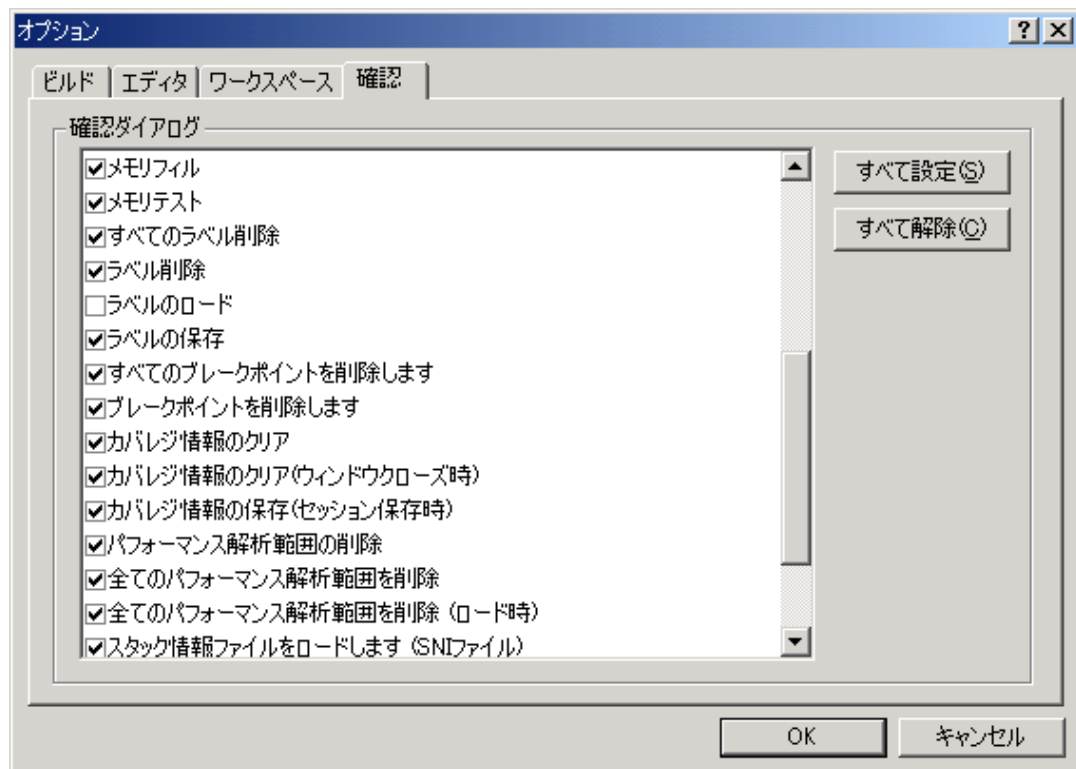 オプション
ビルド エディタ ワークスペース 確認
確認ダイアログ
メモリフィル
メモリテスト
すべてのラベル削除
ラベル削除
ラベルのロード
ラベルの保存
すべてのブレークポイントを削除します
ブレークポイントを削除します
カバレジ情報のクリア
カバレジ情報のクリア(ウィンドウクローズ時)
カバレジ情報の保存(セッション保存時)
パフォーマンス解析範囲の削除
全てのパフォーマンス解析範囲を削除
全てのパフォーマンス解析範囲を削除 (ロード時)
スタック情報ファイルをロードします (SNIファイル)
すべて設定(S)
すべて解除(C)
OK キャンセル